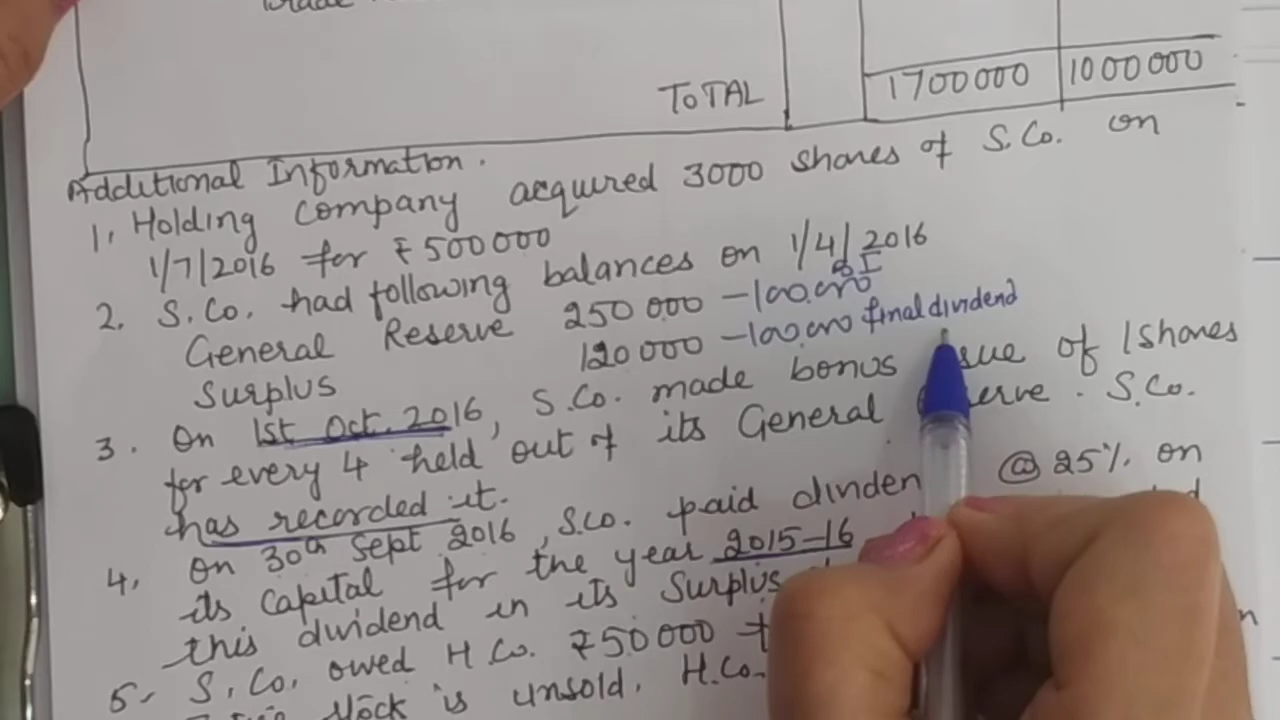 TOTAL 1700000 1000000
Additional Information.
1. Holding Company acquired 3000 shares of S.Co. on
1/7/2016 for ₹500000
2. S.Co. had following balances on 1/4/2016
General Reserve 250000 -100,000 BI
Surplus 120000 -100,000 final dividend
3. On 1st Oct. 2016, S.Co. made bonus of 1 Shares
for every 4 held out of its General S.Co.
has recorded it.
4. On 30th Sept 2016, S.Co. paid @ 25% on
its Capital for the year 2015-16
this dividend in its Surplus
5. S.Co. owed H Co. ₹50000
stock is unsold. H.Co.